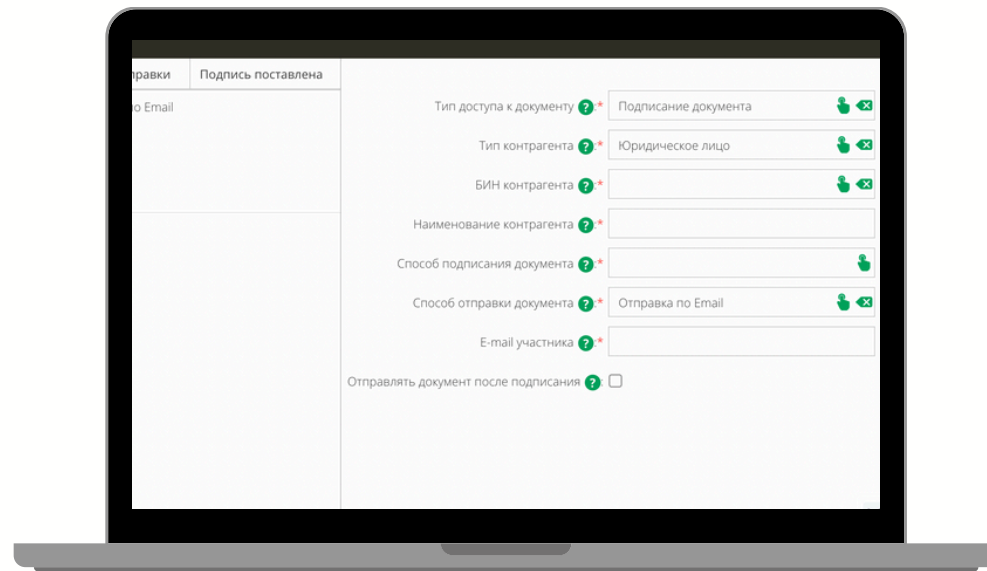 Подпись поставлена
по Email
Тип доступа к документу ?:* Подписание документа
Тип контрагента ?:* Юридическое лицо
БИН контрагента ?:*
Наименование контрагента ?:*
Способ подписания документа ?:*
Способ отправки документа ?:* Отправка по Email
E-mail участника ?:*
Отправлять документ после подписания ?: